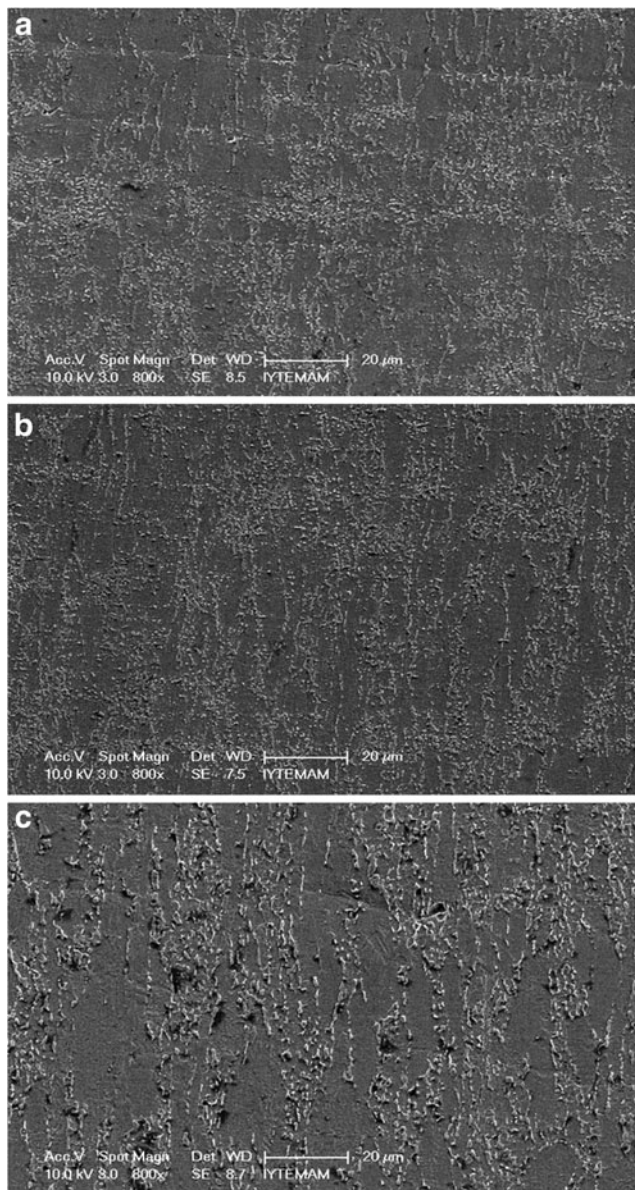 a
Acc.V Spot Magn Det WD 20 µm
10.0 kV 3.0 800x SE 8.5 IYTEMAM
b
Acc.V Spot Magn Det WD 20 µm
10.0 kV 3.0 800x SE 7.5 IYTEMAM
c
Acc.V Spot Magn Det WD 20 µm
10.0 kV 3.0 800x SE 8.7 IYTEMAM